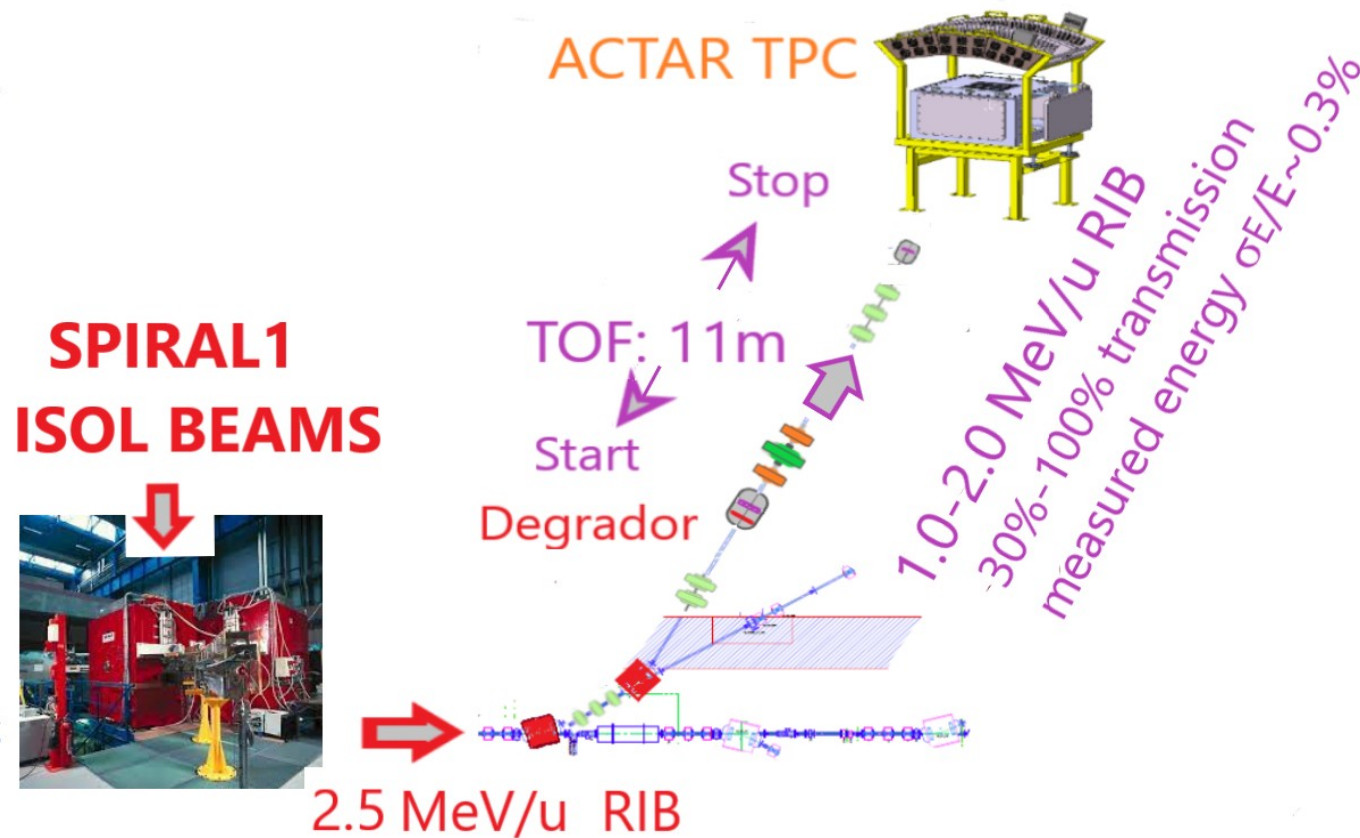 ACTAR TPC
Stop
TOF: 11m
Start
Degrador
SPIRAL1
ISOL BEAMS
1.0-2.0 MeV/u RIB
30%-100% transmission
measured energy σE/E~0.3%
2.5 MeV/u RIB